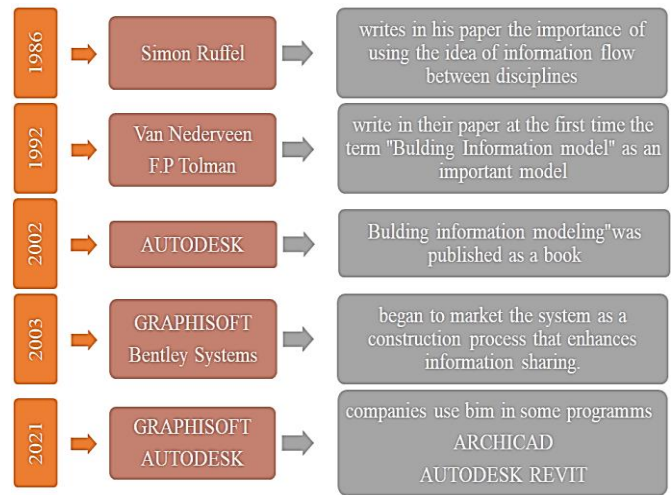 1986
Simon Ruffel
writes in his paper the importance of
using the idea of information flow
between disciplines
1992
Van Nederveen
F.P Tolman
write in their paper at the first time the
term "Bulding Information model" as an
important model
2002
AUTODESK
Bulding information modeling"was
published as a book
2003
GRAPHISOFT
Bentley Systems
began to market the system as a
construction process that enhances
information sharing.
2021
GRAPHISOFT
AUTODESK
companies use bim in some programms
ARCHICAD
AUTODESK REVIT